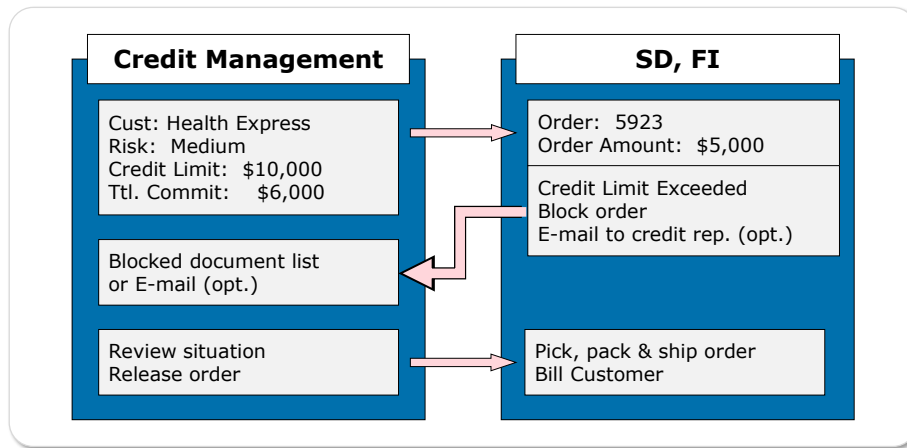 Credit Management
Cust: Health Express
Risk: Medium
Credit Limit: $10,000
Ttl. Commit: $6,000
Blocked document list
or E-mail (opt.)
Review situation
Release order
SD, FI
Order: 5923
Order Amount: $5,000
Credit Limit Exceeded
Block order
E-mail to credit rep. (opt.)
Pick, pack & ship order
Bill Customer